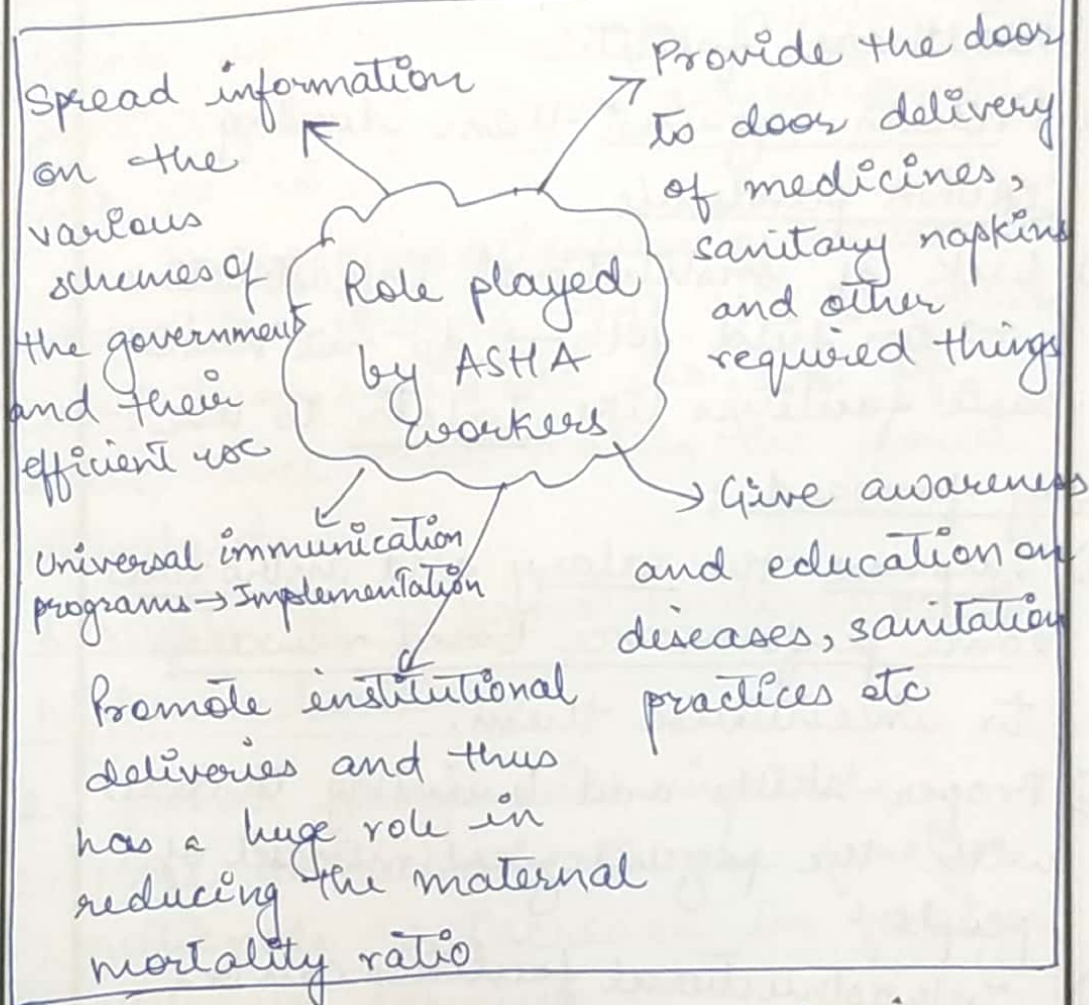 Role played
by ASHA
workers
Spread information
on the
various
schemes of
the government
and their
efficient use
Provide the door
to door delivery
of medicines,
sanitary napkins
and other
required things
Give awareness
and education on
diseases, sanitation
practices etc
Universal immunication
programs → Implementation
Promote institutional
deliveries and thus
has a huge role in
reducing the maternal
mortality ratio